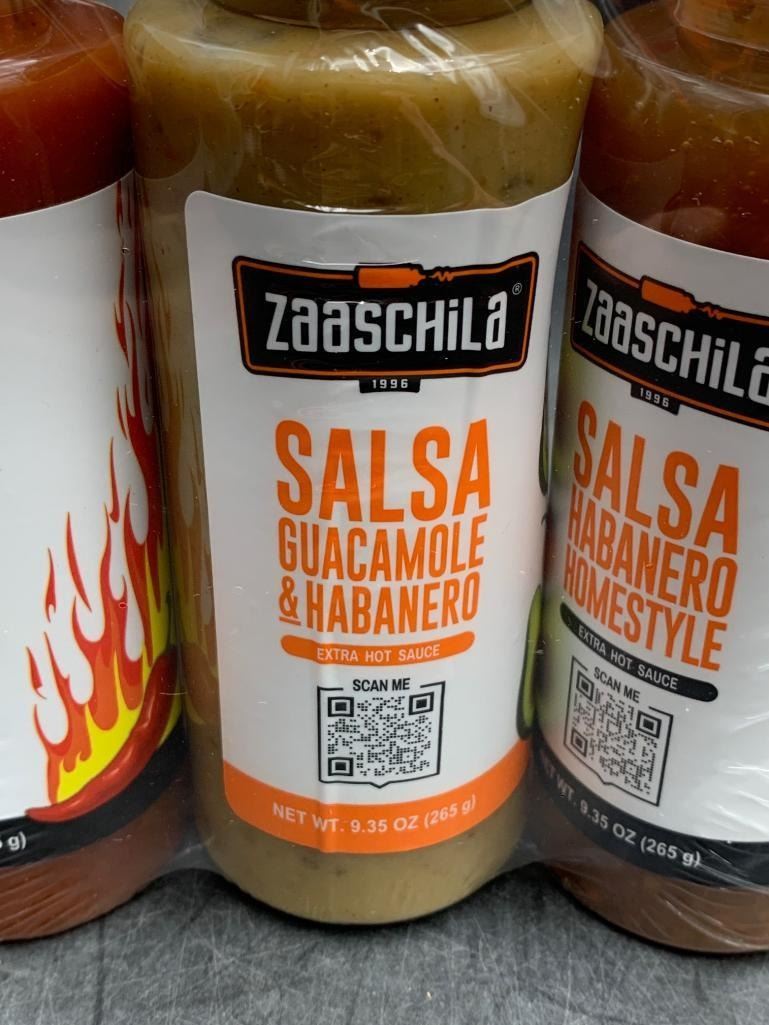 g)
ZaaSCHiLa®
1996
SALSA
GUACAMOLE
& HABANERO
EXTRA HOT SAUCE
SCAN ME
NET WT. 9.35 OZ (265 g)
ZaaSCHiLa
1996
SALSA
HABANERO
HOMESTYLE
EXTRA HOT SAUCE
SCAN ME
NET WT. 9.35 OZ (265 g)